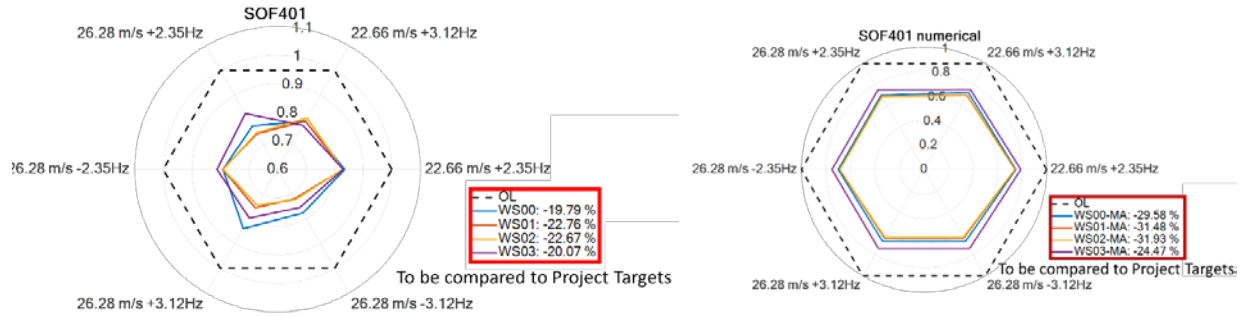 SOF401
26.28 m/s +2.35Hz
1.1
22.66 m/s +3.12Hz
1
0.9
0.8
0.7
26.28 m/s -2.35Hz
0.6
22.66 m/s +2.35Hz
OL
WS00: -19.79 %
WS01: -22.76 %
WS02: -22.67 %
WS03: -20.07 %
To be compared to Project Targets
26.28 m/s +3.12Hz
26.28 m/s -3.12Hz
SOF401 numerical
26.28 m/s +2.35Hz
1
22.66 m/s +3.12Hz
0.8
0.6
0.4
26.28 m/s -2.35Hz
0
22.66 m/s +2.35Hz
OL
WS00-MA: -29.58 %
WS01-MA: -31.48 %
WS02-MA: -31.93 %
WS03-MA: -24.47 %
To be compared to Project Targets
26.28 m/s +3.12Hz
26.28 m/s -3.12Hz